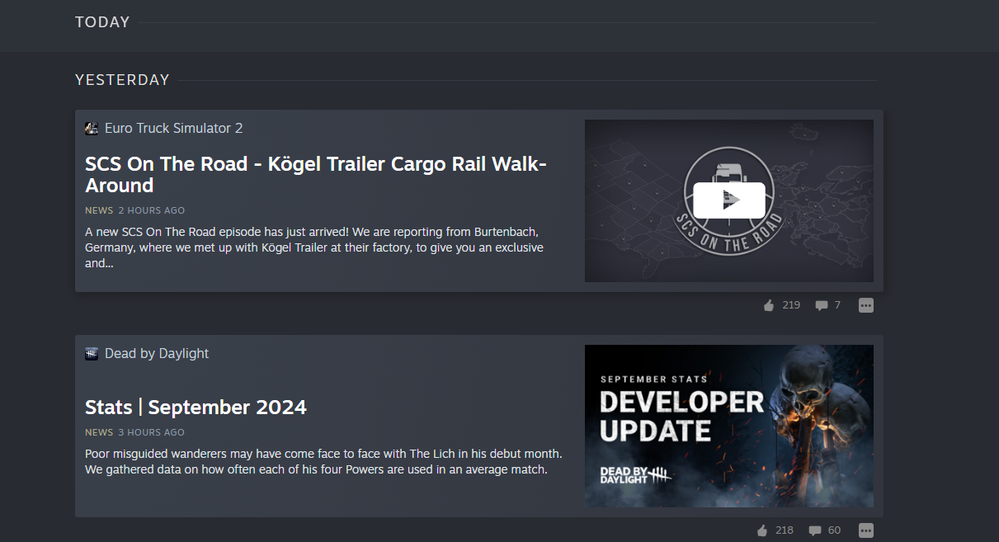 TODAY
YESTERDAY
Euro Truck Simulator 2
SCS On The Road - Kögel Trailer Cargo Rail Walk-
Around
NEWS 2 HOURS AGO
A new SCS On The Road episode has just arrived! We are reporting from Burtenbach,
Germany, where we met up with Kögel Trailer at their factory, to give you an exclusive
and...
SCS ON THE ROAD
219 7
Dead by Daylight
Stats | September 2024
NEWS 3 HOURS AGO
Poor misguided wanderers may have come face to face with The Lich in his debut month.
We gathered data on how often each of his four Powers are used in an average match.
SEPTEMBER STATS
DEVELOPER
UPDATE
DEAD BY
DAYLIGHT
218 60